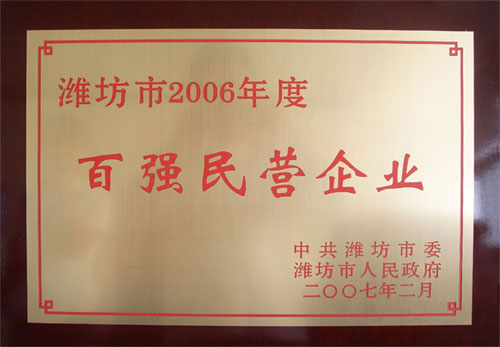 潍坊市2006年度
百强民营企业
中共潍坊市委
潍坊市人民政府
二〇〇七年二月